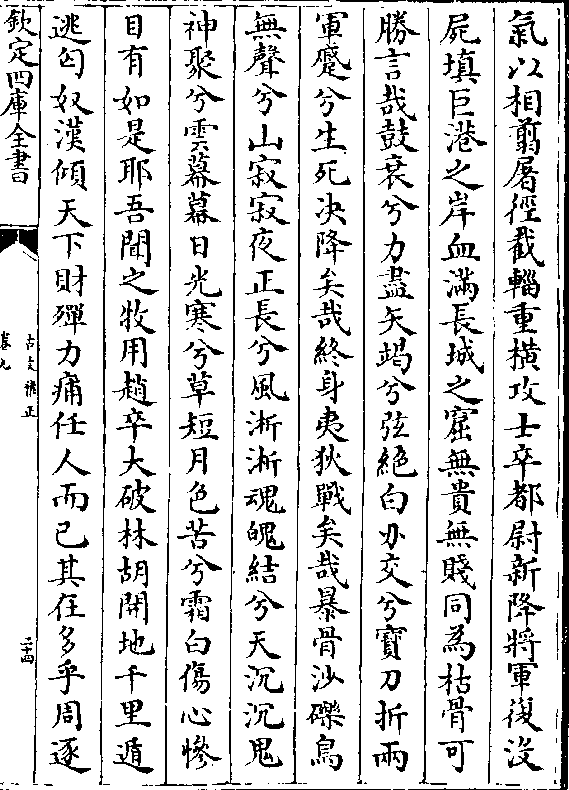 氣以相翦屠徑截輜重橫攻士卒都尉新降將軍復没
屍填巨港之岸血滿長城之窟無貴無賤同為枯骨可
勝言哉鼓衰兮力盡矢竭兮弦絶白刃交兮寶刀折兩
軍蹙兮生死决降矣哉終身夷狄戰矣哉暴骨沙礫鳥
無聲兮山寂寂夜正長兮風淅淅魂魄結兮天沉沉鬼
神聚兮雲幕幕日光寒兮草短月色苦兮霜白傷心慘
目有如是耶吾聞之牧用趙卒大破林胡開地千里遁
逃匈奴漢傾天下財殫力痛任人而已其在多乎周逐
欽定四庫全書
古文雅正
卷九
二十四